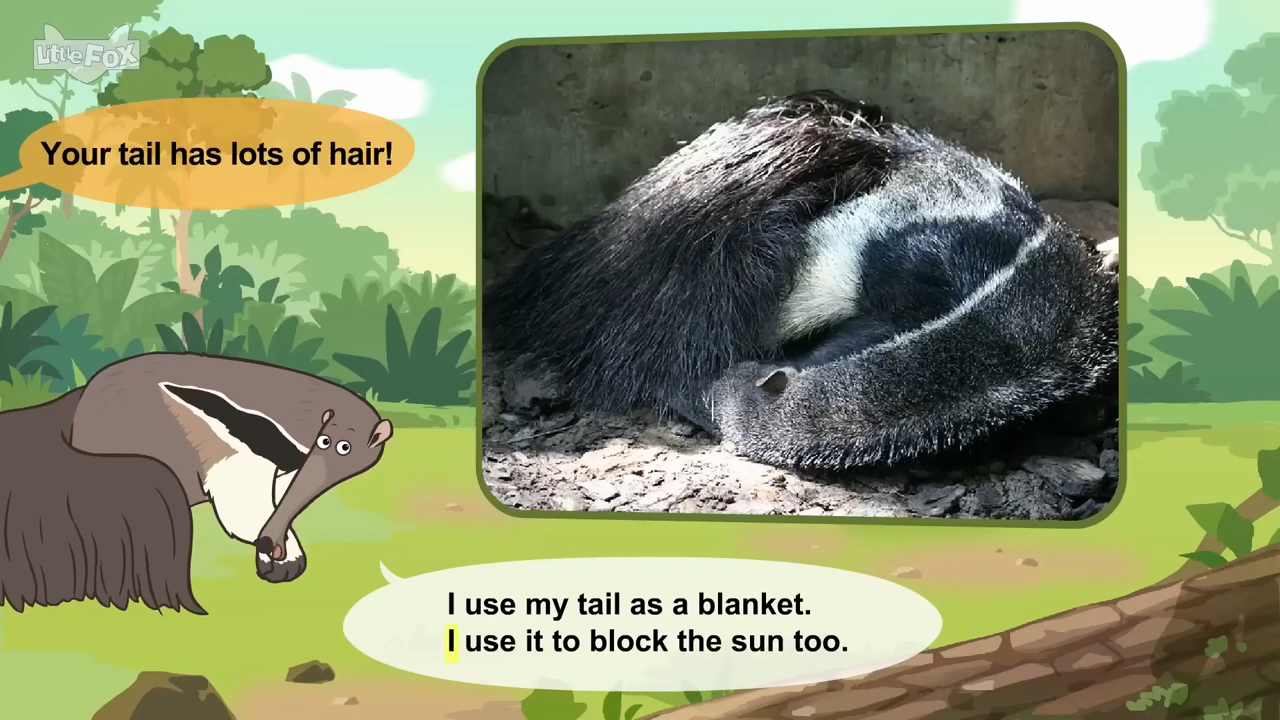 Little Fox
Your tail has lots of hair!
I use my tail as a blanket.
I use it to block the sun too.